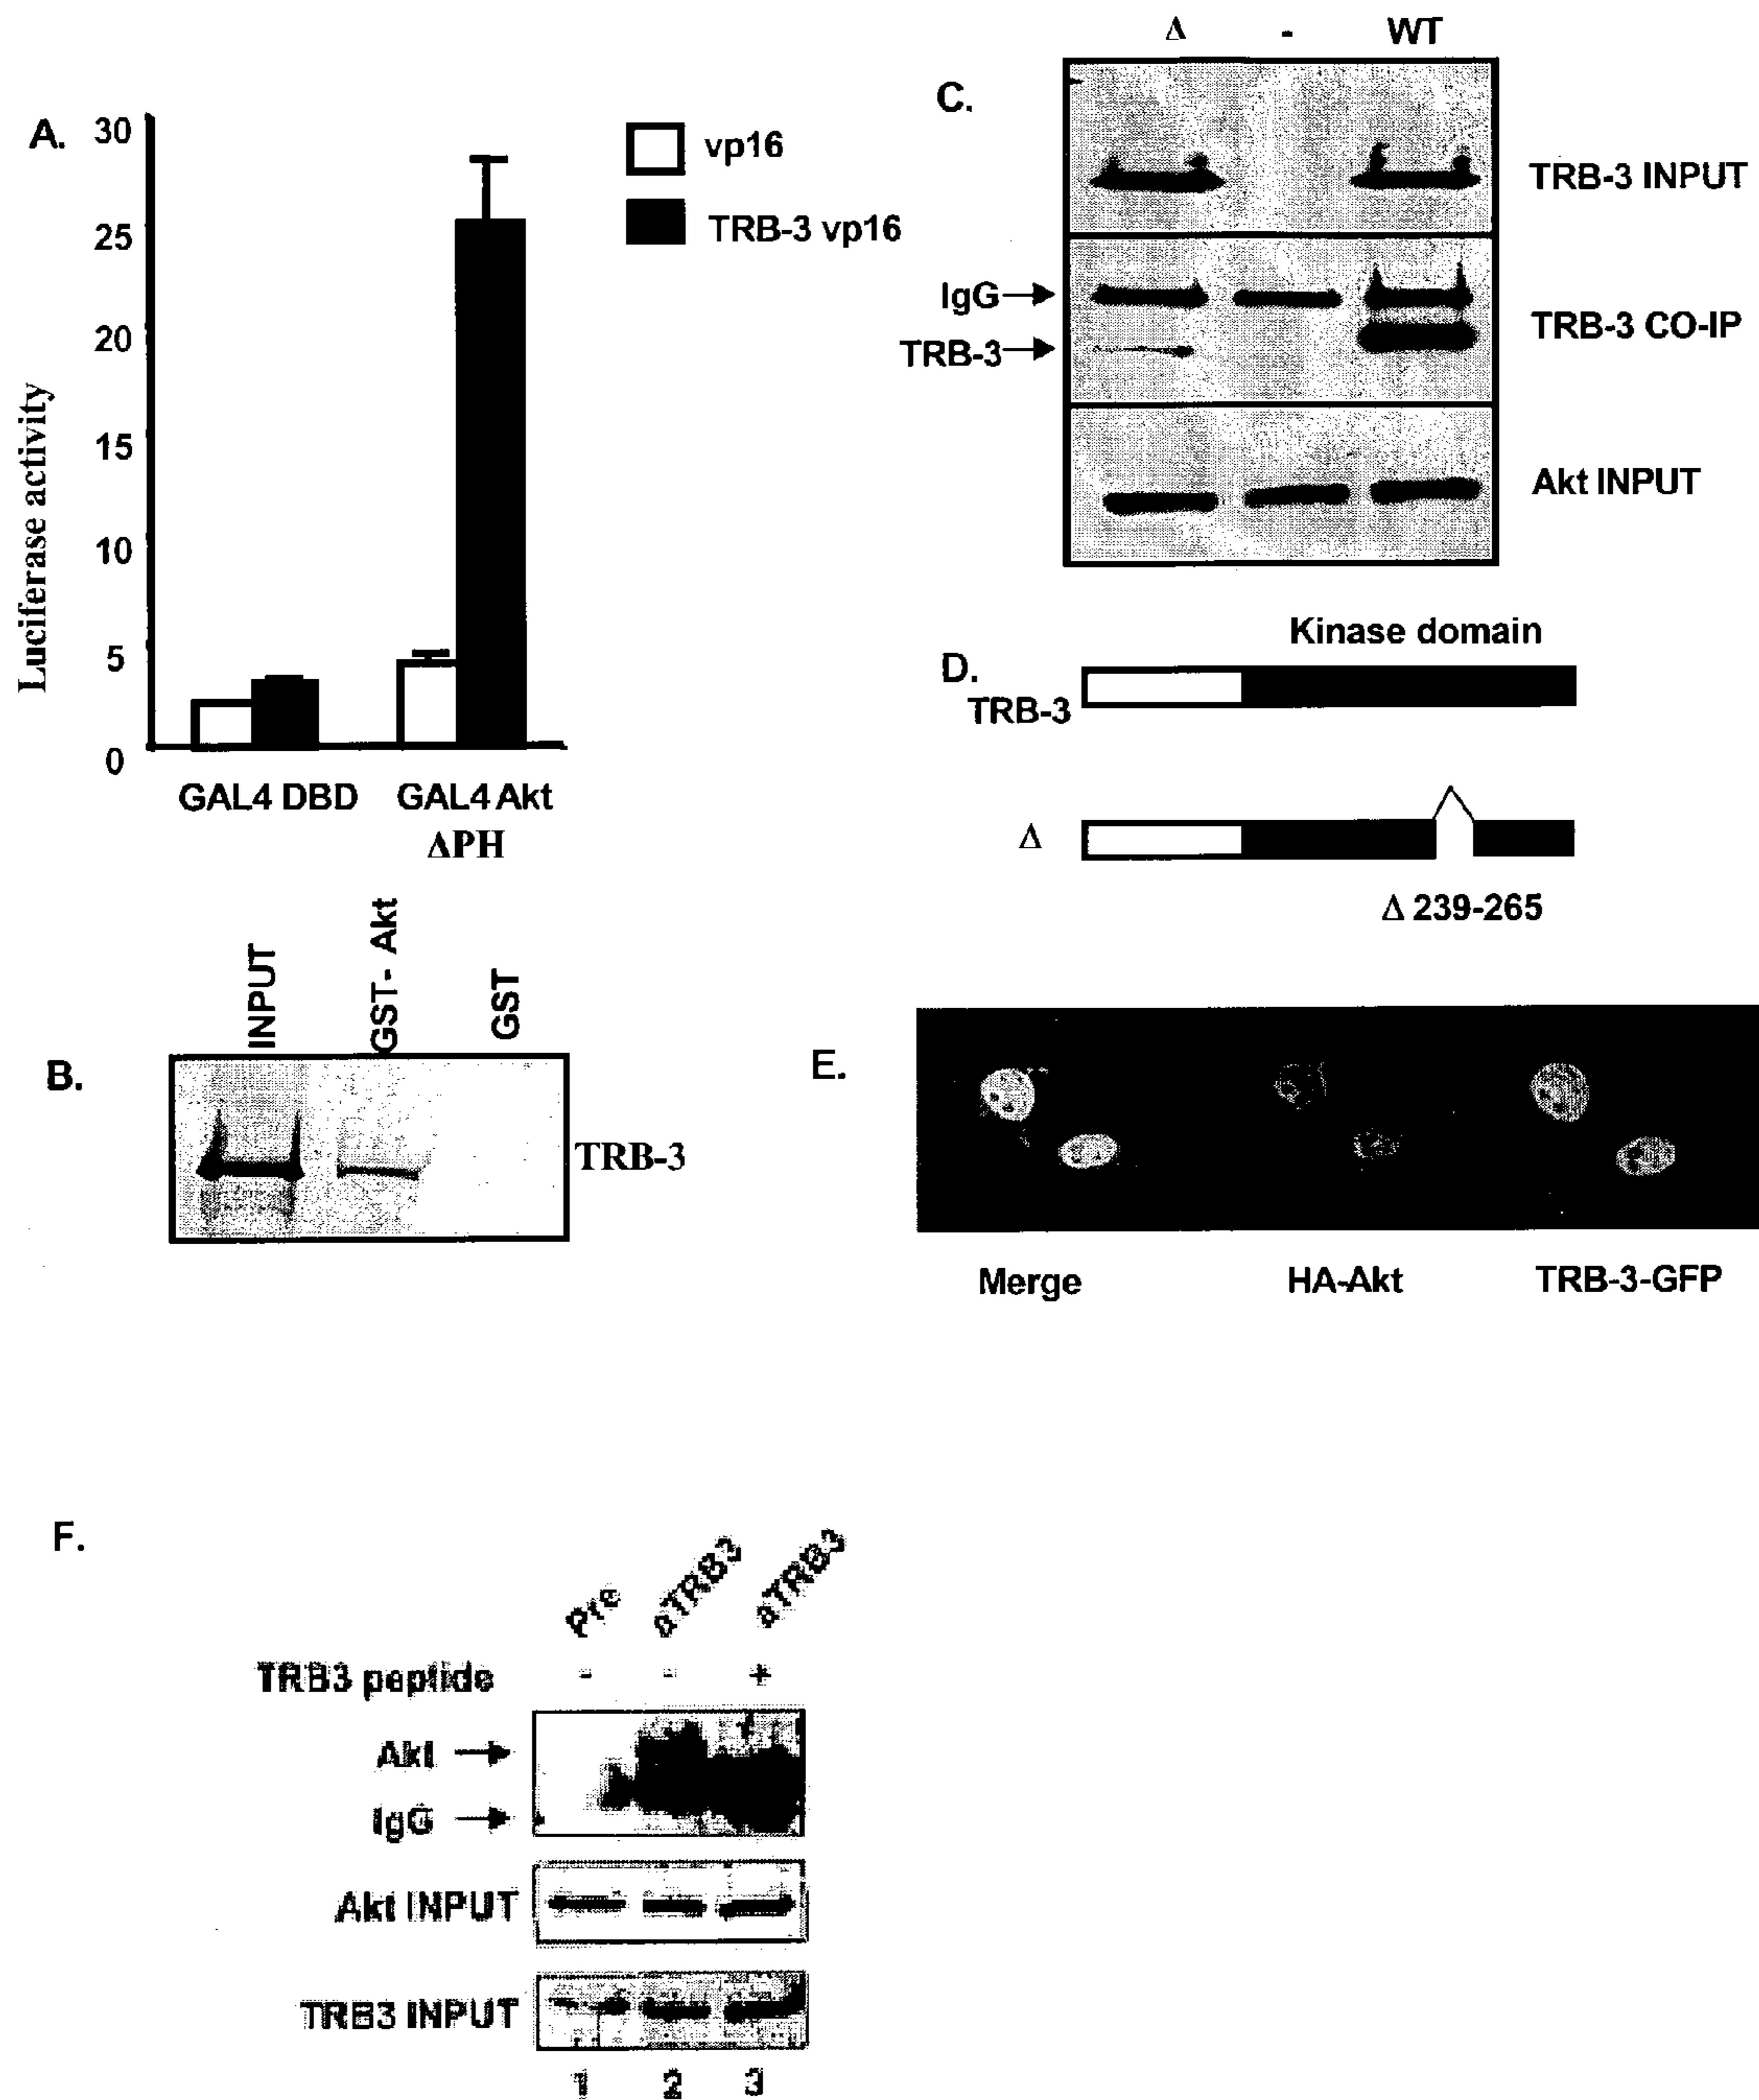 A.
30
25
20
15
10
5
0
Luciferase activity
vp16
TRB-3 vp16
GAL4 DBD
GAL4 Akt
ΔPH
B.
INPUT
GST- Akt
GST
TRB-3
C.
Δ - WT
TRB-3 INPUT
IgG
TRB-3
TRB-3 CO-IP
Akt INPUT
D.
Kinase domain
TRB-3
Δ
Δ 239-265
E.
Merge
HA-Akt
TRB-3-GFP
F.
Pre
αTRB3
αTRB3
TRB3 peptide - - +
Akt
IgG
Akt INPUT
TRB3 INPUT
1 2 3